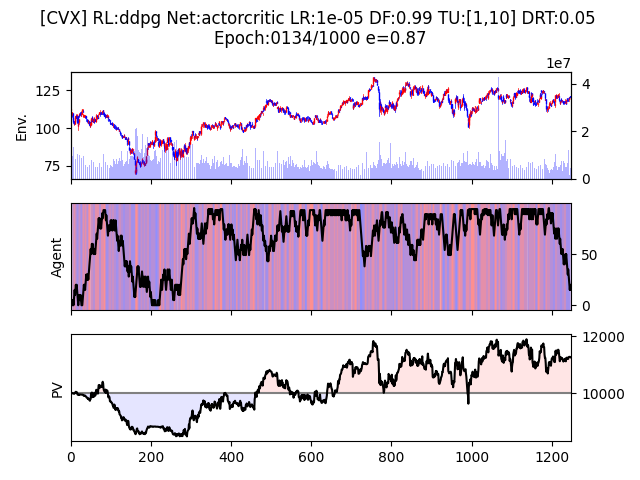 [CVX] RL:ddpg Net:actorcritic LR:1e-05 DF:0.99 TU:[1,10] DRT:0.05
Epoch:0134/1000 e=0.87
1e7
Env.
125
100
75
4
2
0
Agent
50
0
PV
12000
10000
0
200
400
600
800
1000
1200